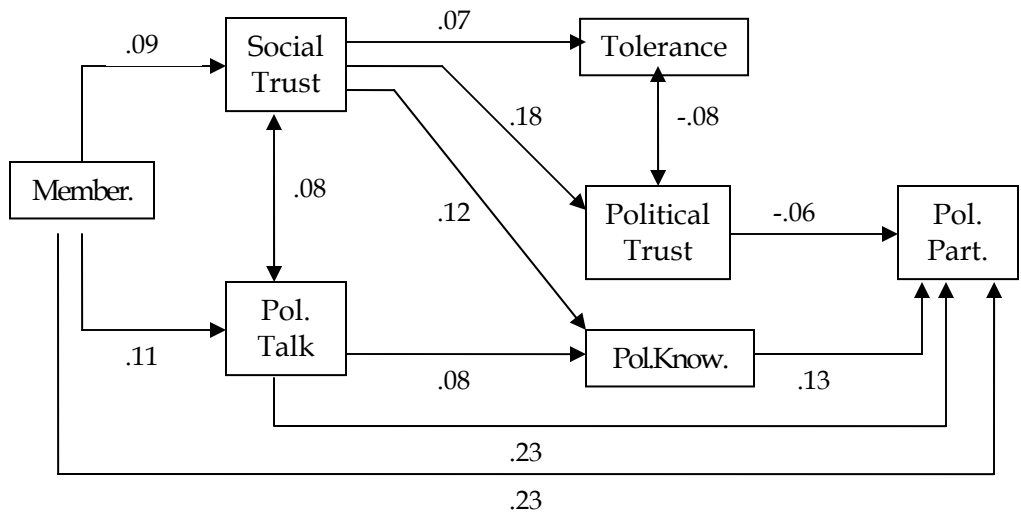 .09
Social
Trust
.07
Tolerance
.18
-.08
Member.
.08
.12
Political
Trust
-.06
Pol.
Part.
Pol.
Talk
.11
.08
Pol.Know.
.13
.23
.23